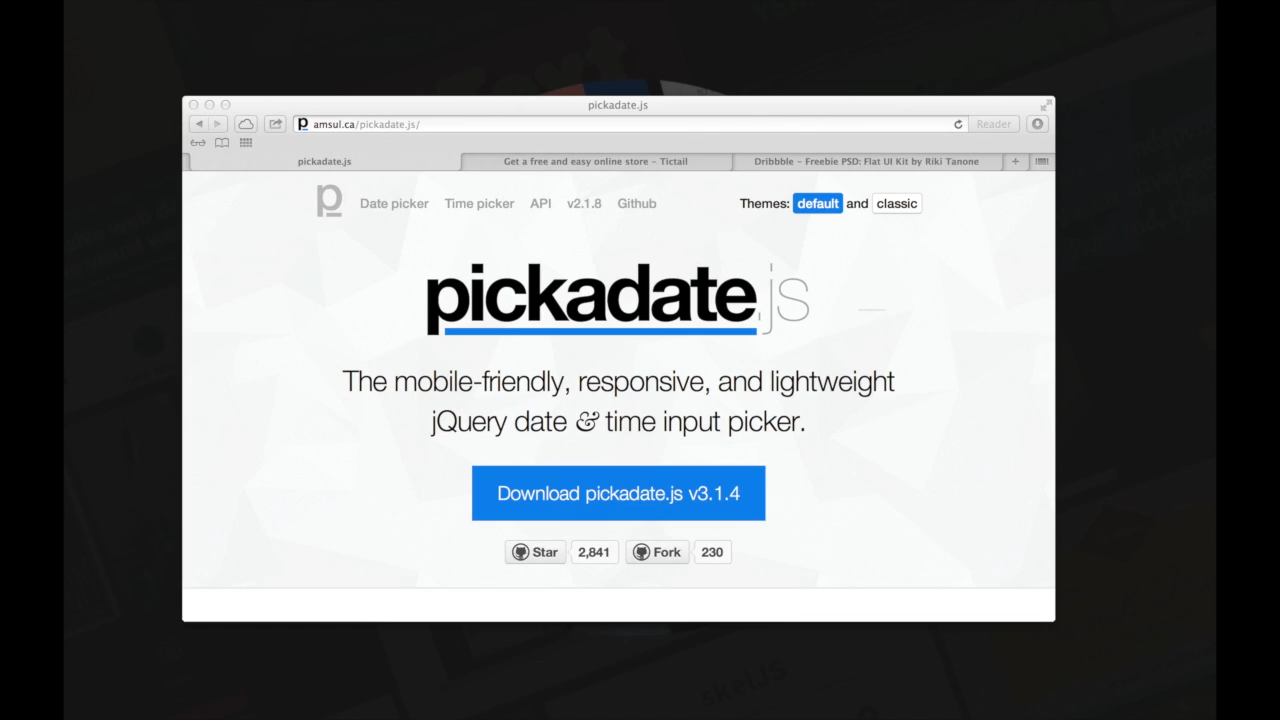 pickadate.js
amsul.ca/pickadate.js/
Reader
pickadate.js
Get a free and easy online store – Tictail
Dribbble – Freebie PSD: Flat UI Kit by Riki Tanone
p Date picker Time picker API v2.1.8 Github
Themes: default and classic
pickadate.js
The mobile-friendly, responsive, and lightweight
jQuery date & time input picker.
Download pickadate.js v3.1.4
Star 2,841 Fork 230
skelJS